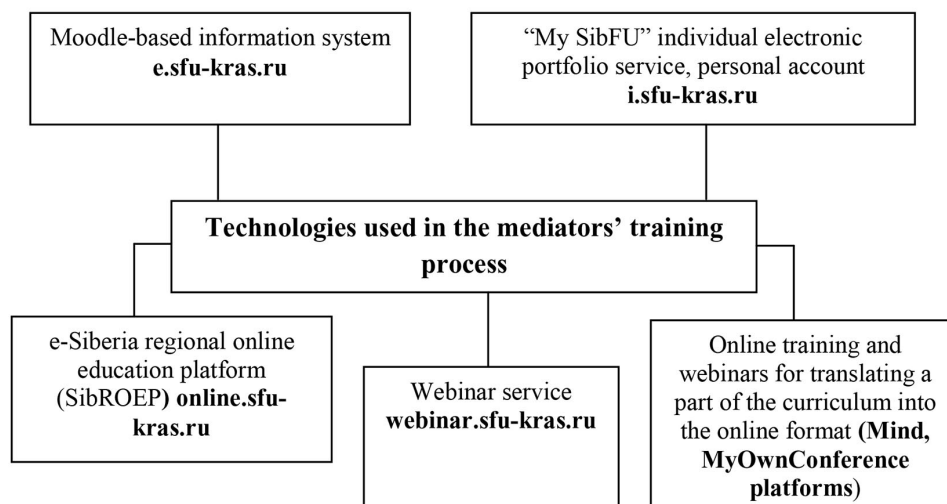 Moodle-based information system
e.sfu-kras.ru
“My SibFU” individual electronic
portfolio service, personal account
i.sfu-kras.ru
Technologies used in the mediators’ training
process
e-Siberia regional online
education platform
(SibROEP) online.sfu-
kras.ru
Webinar service
webinar.sfu-kras.ru
Online training and
webinars for translating a
part of the curriculum into
the online format (Mind,
MyOwnConference
platforms)